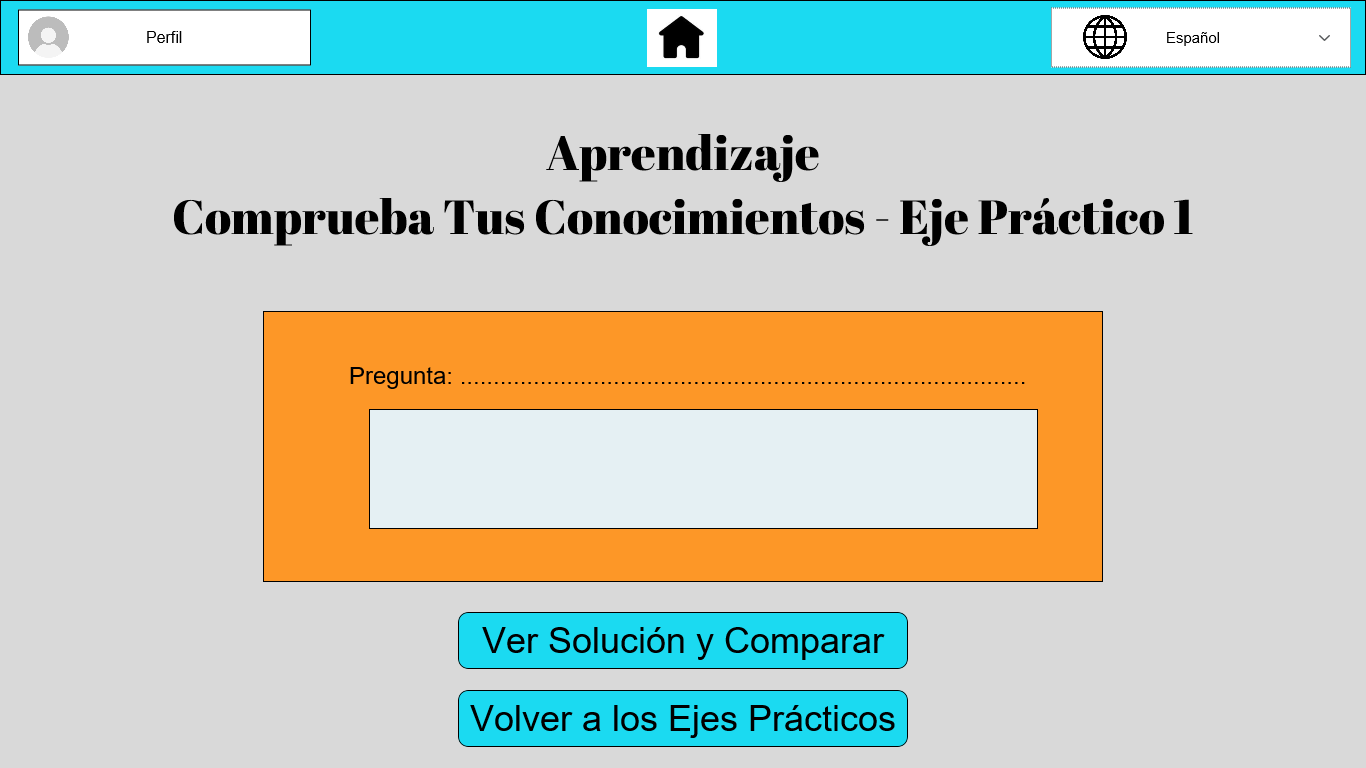 Perfil
Español
Aprendizaje
Comprueba Tus Conocimientos - Eje Práctico 1
Pregunta: .....................................................................................
Ver Solución y Comparar
Volver a los Ejes Prácticos